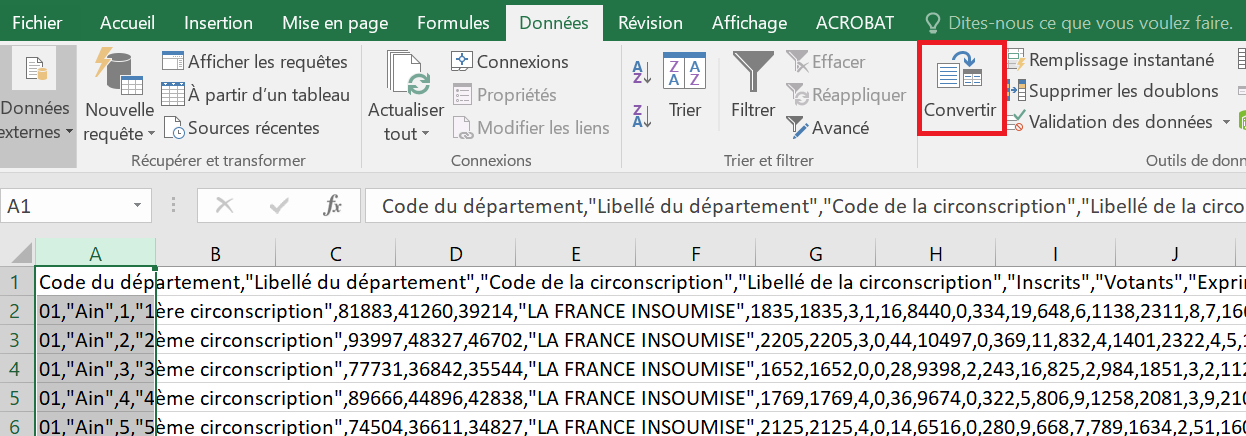 Fichier Accueil Insertion Mise en page Formules Données Révision Affichage ACROBAT Dites-nous ce que vous voulez faire.
Données externes
Nouvelle requête
Afficher les requêtes
À partir d'un tableau
Sources récentes
Récupérer et transformer
Actualiser tout
Connexions
Propriétés
Modifier les liens
Connexions
A Z
Z A
Trier
Filtrer
Effacer
Réappliquer
Avancé
Trier et filtrer
Convertir
Remplissage instantané
Supprimer les doublons
Validation des données
Outils de donn
A1 fx Code du département,"Libellé du département","Code de la circonscription","Libellé de la circo
A B C D E F G H I J
1 Code du département,"Libellé du département","Code de la circonscription","Libellé de la circonscription","Inscrits","Votants","Exprin
2 01,"Ain",1,"1ère circonscription",81883,41260,39214,"LA FRANCE INSOUMISE",1835,1835,3,1,16,8440,0,334,19,648,6,1138,2311,8,7,166
3 01,"Ain",2,"2ème circonscription",93997,48327,46702,"LA FRANCE INSOUMISE",2205,2205,3,0,44,10497,0,369,11,832,4,1401,2322,4,5,1
4 01,"Ain",3,"3ème circonscription",77731,36842,35544,"LA FRANCE INSOUMISE",1652,1652,0,0,28,9398,2,243,16,825,2,984,1851,3,2,112
5 01,"Ain",4,"4ème circonscription",89666,44896,42838,"LA FRANCE INSOUMISE",1769,1769,4,0,36,9674,0,322,5,806,9,1258,2081,3,9,210
6 01,"Ain",5,"5ème circonscription",74504,36611,34827,"LA FRANCE INSOUMISE",2125,2125,4,0,14,6516,0,280,9,668,7,789,1634,2,51,160